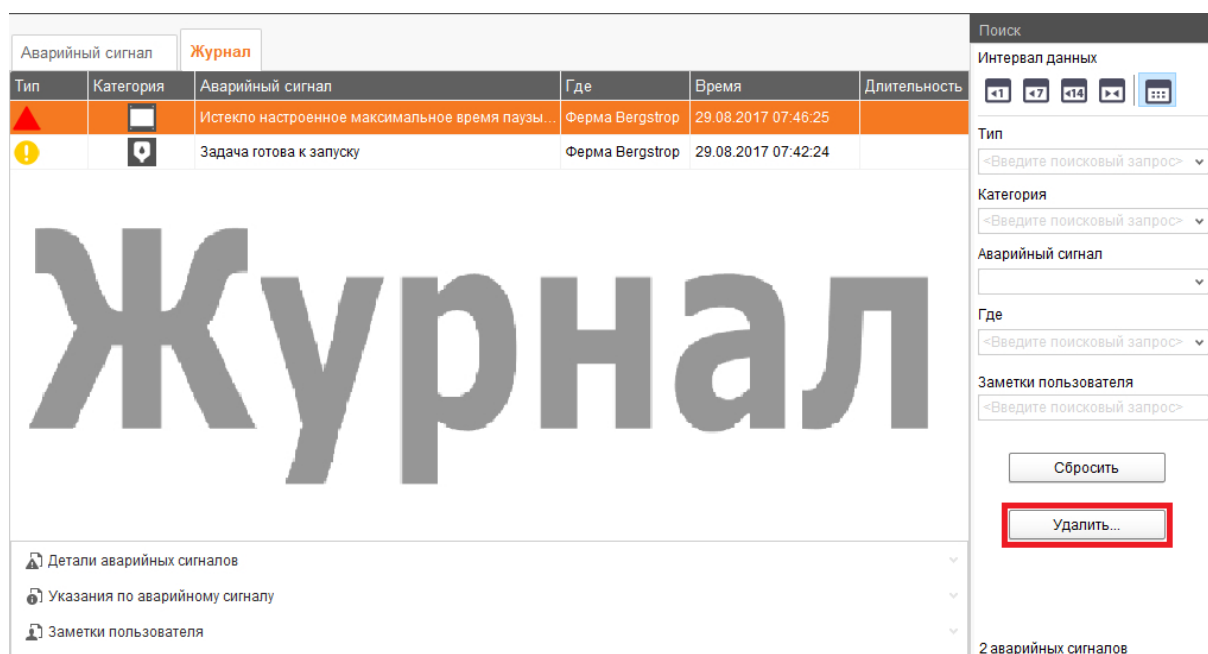 Аварийный сигнал Журнал
Тип Категория Аварийный сигнал Где Время Длительность
Истекло настроенное максимальное время паузы... Ферма Bergstrop 29.08.2017 07:46:25
Задача готова к запуску Ферма Bergstrop 29.08.2017 07:42:24
Журнал
Детали аварийных сигналов
Указания по аварийному сигналу
Заметки пользователя
Поиск
Интервал данных
1 7 14
Тип
<Введите поисковый запрос>
Категория
<Введите поисковый запрос>
Аварийный сигнал
Где
<Введите поисковый запрос>
Заметки пользователя
<Введите поисковый запрос>
Сбросить
Удалить...
2 аварийных сигналов